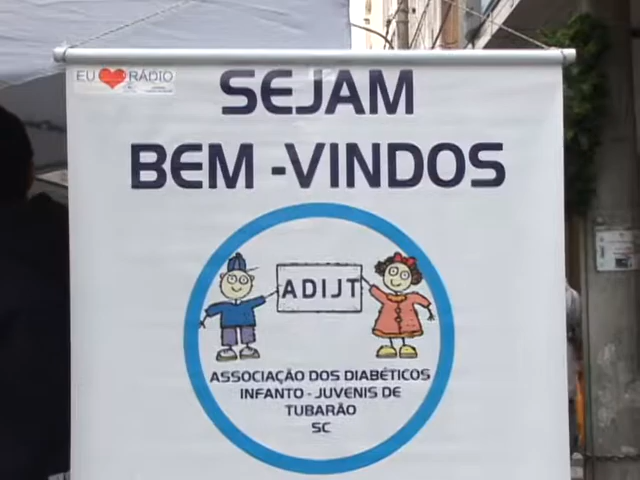 EU RÁDIO
SEJAM
BEM -VINDOS
ADIJT
ASSOCIAÇÃO DOS DIABÉTICOS
INFANTO - JUVENIS DE
TUBARÃO
SC